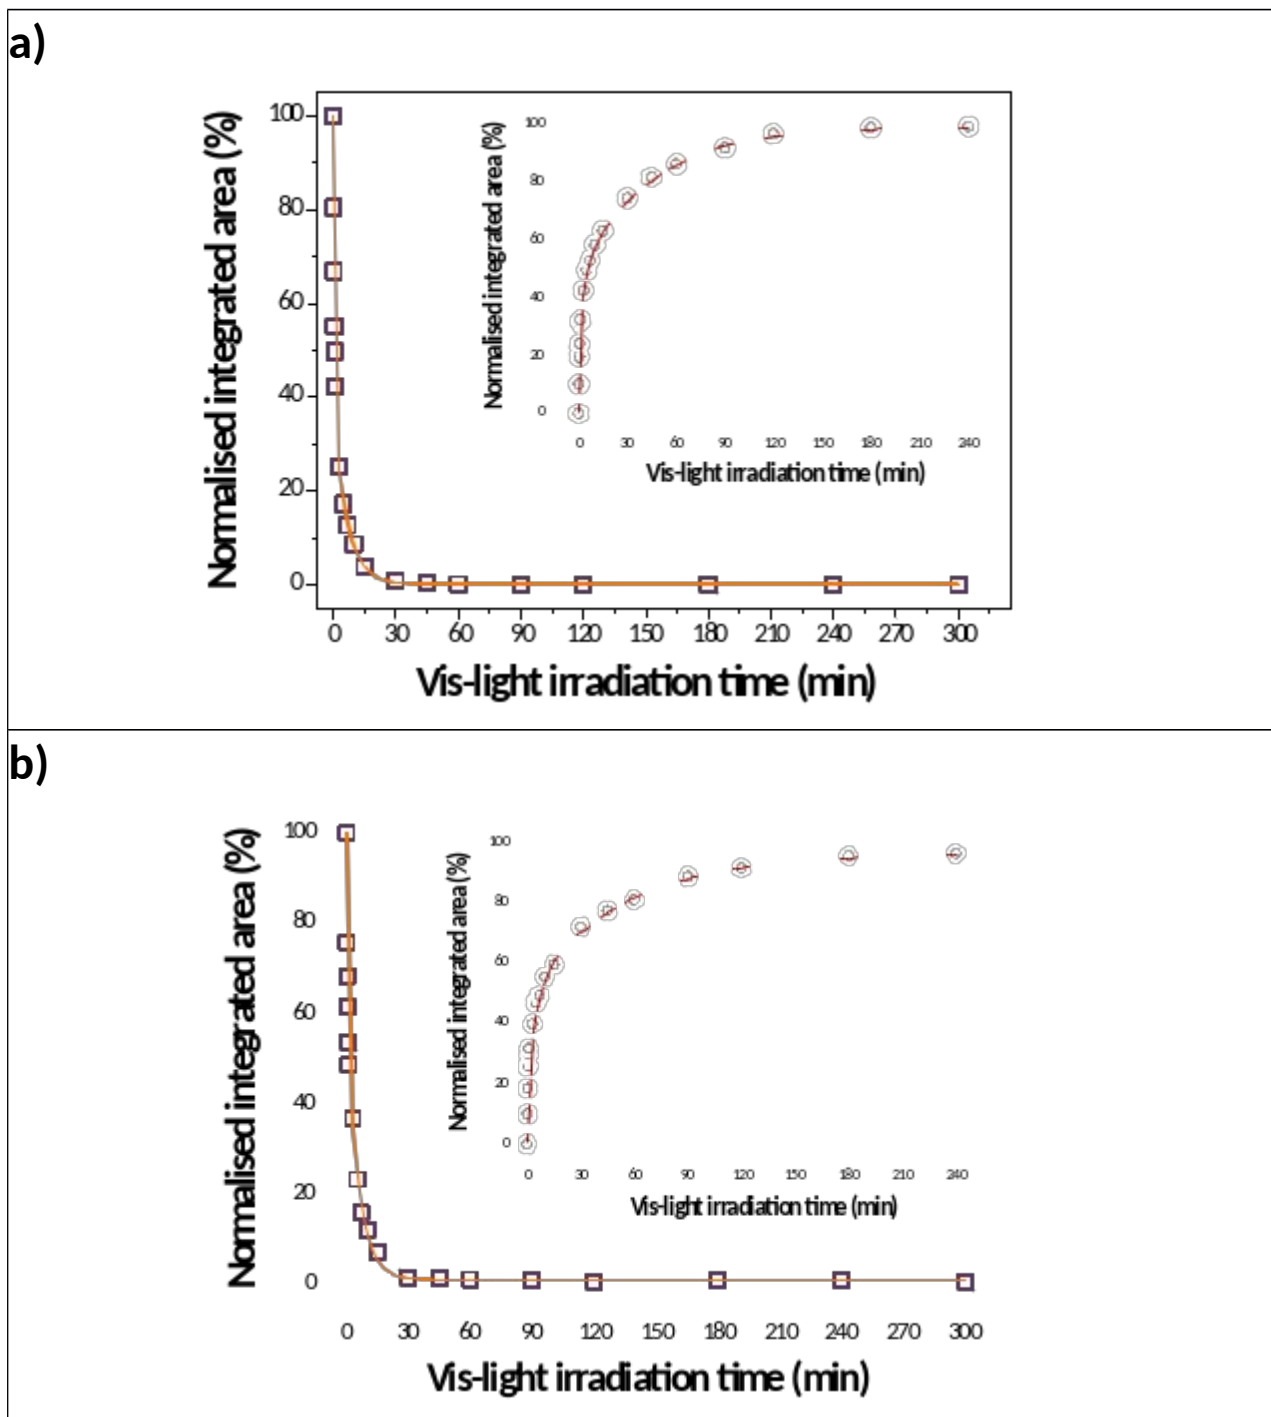 a)
Normalised integrated area (%)
100
80
60
40
20
0
0 30 60 90 120 150 180 210 240 270 300
Vis-light irradiation time (min)
Normalised integrated area (%)
100
80
60
40
20
0
0 30 60 90 120 150 180 210 240
Vis-light irradiation time (min)
b)
Normalised integrated area (%)
100
80
60
40
20
0
0 30 60 90 120 150 180 210 240 270 300
Vis-light irradiation time (min)
Normalised integrated area (%)
100
80
60
40
20
0
0 30 60 90 120 150 180 210 240
Vis-light irradiation time (min)